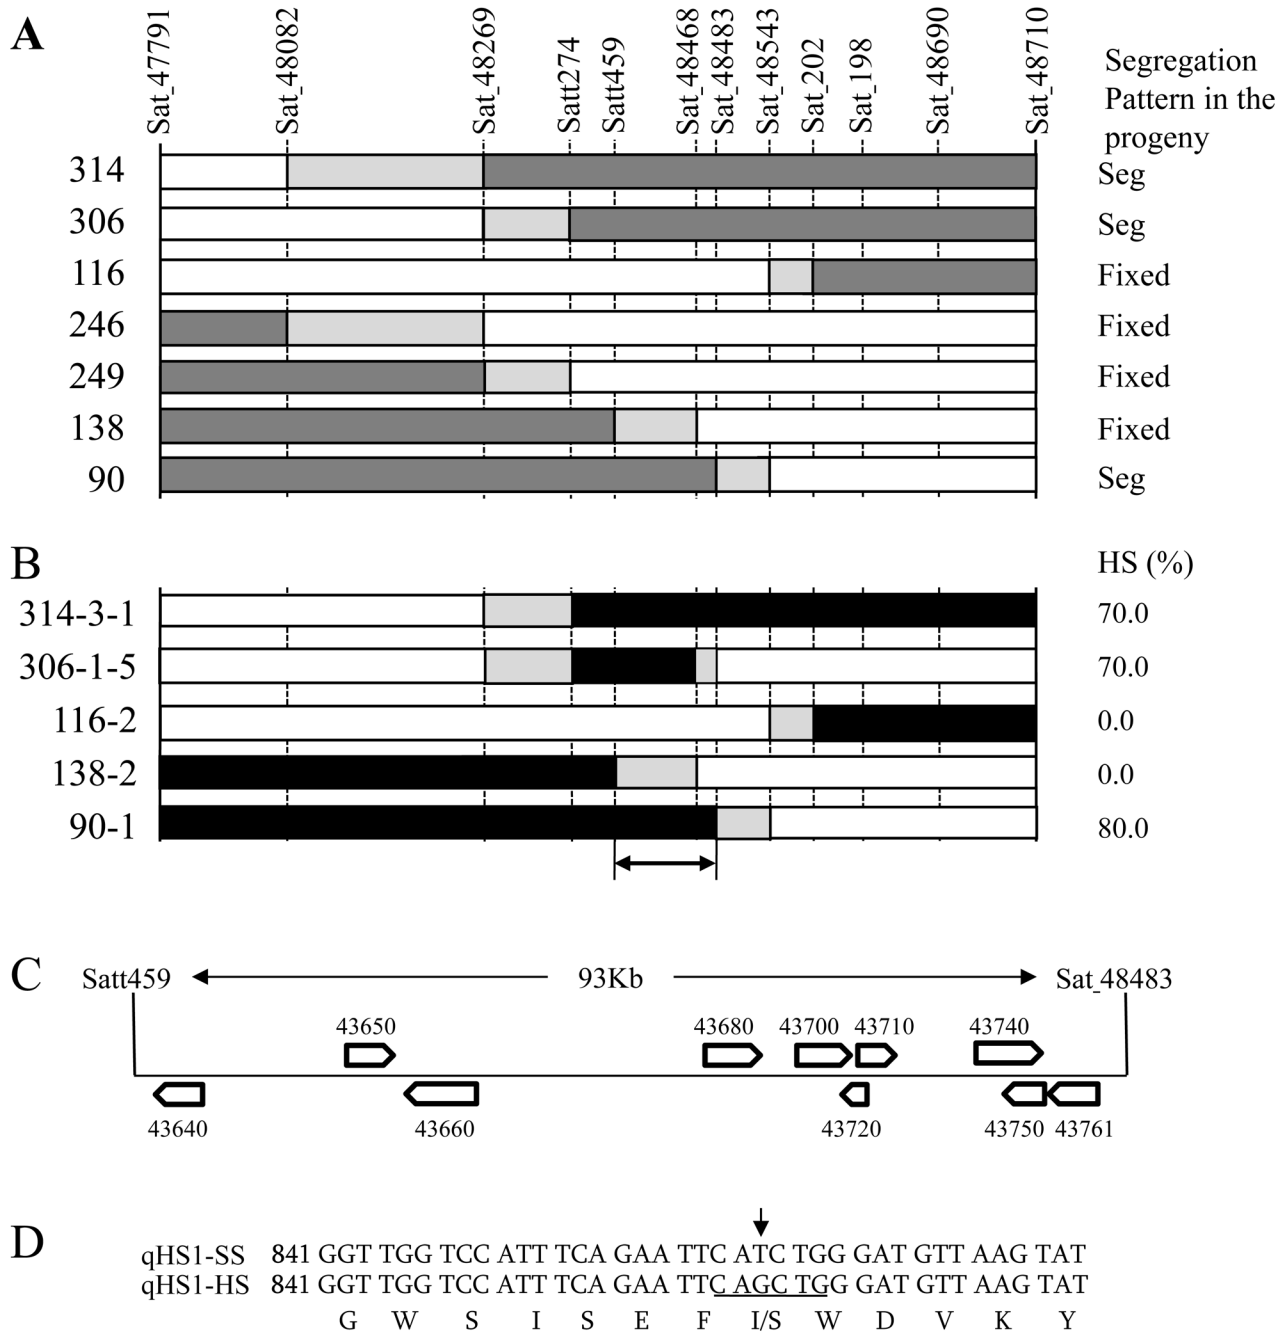 A
Sat_47791 Sat_48082 Sat_48269 Satt274 Satt459 Sat_48468 Sat_48483 Sat_48543 Sat_202 Sat_198 Sat_48690 Sat_48710
Segregation
Pattern in the
progeny
314 Seg
306 Seg
116 Fixed
246 Fixed
249 Fixed
138 Fixed
90 Seg
B HS (%)
314-3-1 70.0
306-1-5 70.0
116-2 0.0
138-2 0.0
90-1 80.0
C
Satt459 93Kb Sat_48483
43650 43680 43700 43710 43740
43640 43660 43720 43750 43761
D
qHS1-SS 841 GGT TGG TCC ATT TCA GAA TTC ATC TGG GAT GTT AAG TAT
qHS1-HS 841 GGT TGG TCC ATT TCA GAA TTC AGC TGG GAT GTT AAG TAT
G W S I S E F I/S W D V K Y